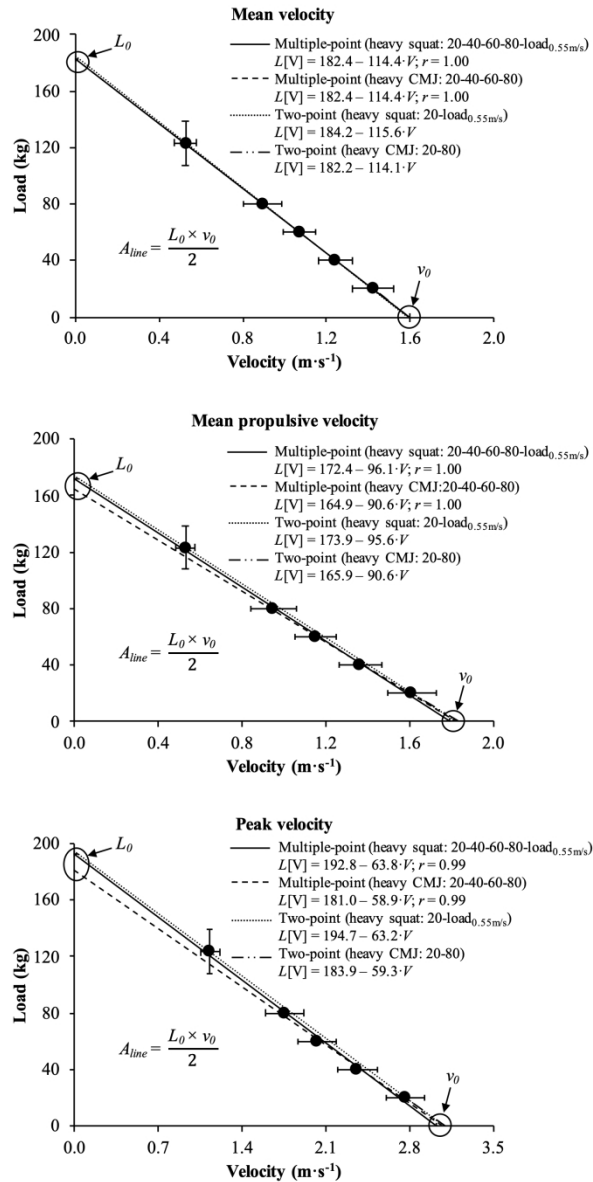 Mean velocity
200
160
120
80
40
0
Load (kg)
L0
Multiple-point (heavy squat: 20-40-60-80-load0.55m/s)
L[V] = 182.4 – 114.4·V; r = 1.00
Multiple-point (heavy CMJ: 20-40-60-80)
L[V] = 182.4 – 114.4·V; r = 1.00
Two-point (heavy squat: 20-load0.55m/s)
L[V] = 184.2 – 115.6·V
Two-point (heavy CMJ: 20-80)
L[V] = 182.2 – 114.1·V
Aline = L0 × v0
2
v0
0.0 0.4 0.8 1.2 1.6 2.0
Velocity (m·s-1)
Mean propulsive velocity
200
160
120
80
40
0
Load (kg)
L0
Multiple-point (heavy squat: 20-40-60-80-load0.55m/s)
L[V] = 172.4 – 96.1·V; r = 1.00
Multiple-point (heavy CMJ:20-40-60-80)
L[V] = 164.9 – 90.6·V; r = 1.00
Two-point (heavy squat: 20-load0.55m/s)
L[V] = 173.9 – 95.6·V
Two-point (heavy CMJ: 20-80)
L[V] = 165.9 – 90.6·V
Aline = L0 × v0
2
v0
0.0 0.4 0.8 1.2 1.6 2.0
Velocity (m·s-1)
Peak velocity
200
160
120
80
40
0
Load (kg)
L0
Multiple-point (heavy squat: 20-40-60-80-load0.55m/s)
L[V] = 192.8 – 63.8·V; r = 0.99
Multiple-point (heavy CMJ: 20-40-60-80)
L[V] = 181.0 – 58.9·V; r = 0.99
Two-point (heavy squat: 20-load0.55m/s)
L[V] = 194.7 – 63.2·V
Two-point (heavy CMJ: 20-80)
L[V] = 183.9 – 59.3·V
Aline = L0 × v0
2
v0
0.0 0.7 1.4 2.1 2.8 3.5
Velocity (m·s-1)